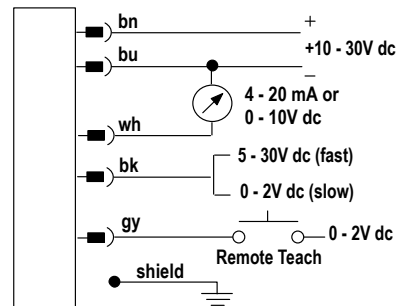 bn
+
+10 - 30V dc
bu
–
4 - 20 mA or
0 - 10V dc
wh
bk
5 - 30V dc (fast)
0 - 2V dc (slow)
gy
0 - 2V dc
Remote Teach
shield